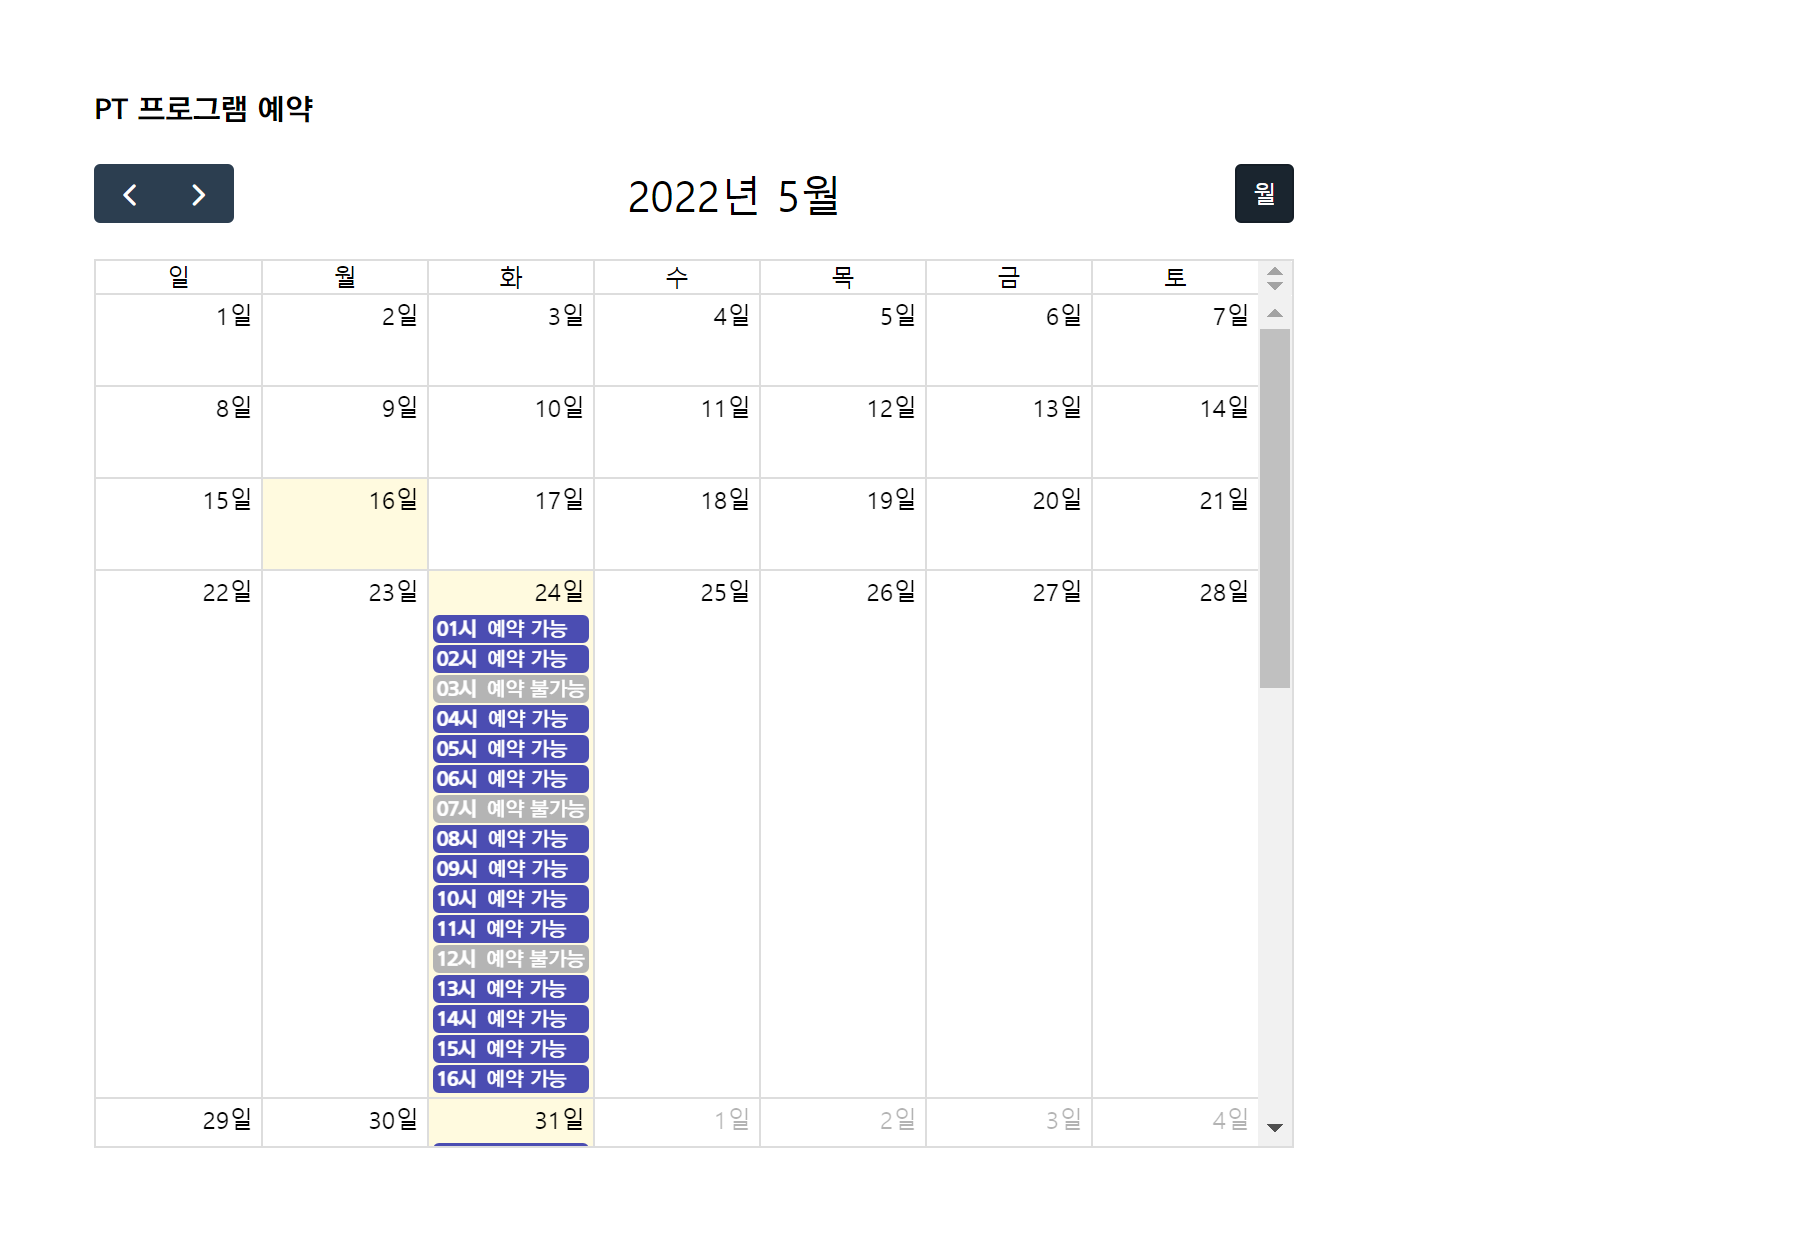 PT 프로그램 예약
2022년 5월
월
일 월 화 수 목 금 토
1일 2일 3일 4일 5일 6일 7일
8일 9일 10일 11일 12일 13일 14일
15일 16일 17일 18일 19일 20일 21일
22일 23일 24일 25일 26일 27일 28일
01시 예약 가능
02시 예약 가능
03시 예약 불가능
04시 예약 가능
05시 예약 가능
06시 예약 가능
07시 예약 불가능
08시 예약 가능
09시 예약 가능
10시 예약 가능
11시 예약 가능
12시 예약 불가능
13시 예약 가능
14시 예약 가능
15시 예약 가능
16시 예약 가능
29일 30일 31일 1일 2일 3일 4일